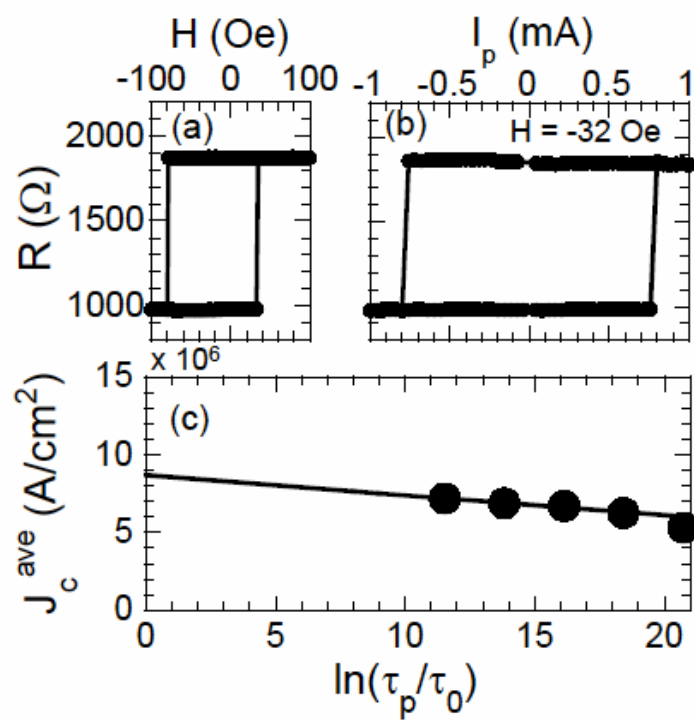 H (Oe)
I_p (mA)
-100 0 100
-1 -0.5 0 0.5 1
(a)
(b)
H = -32 Oe
2000
1500
1000
R (Ω)
x 10^6
15
10
5
0
(c)
J_c^ave (A/cm^2)
0 5 10 15 20
ln(τ_p/τ_0)